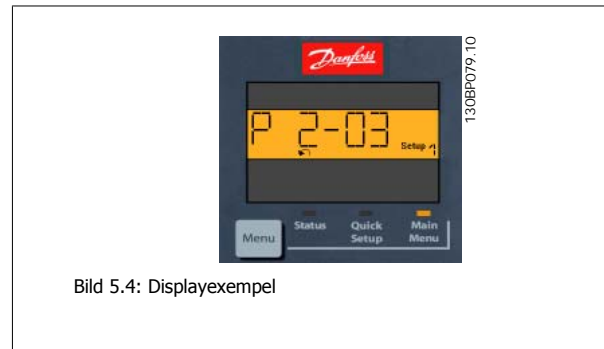 Danfoss
130BP079.10
P 2-03
Setup 1
Menu
Status
Quick Setup
Main Menu
Bild 5.4: Displayexempel